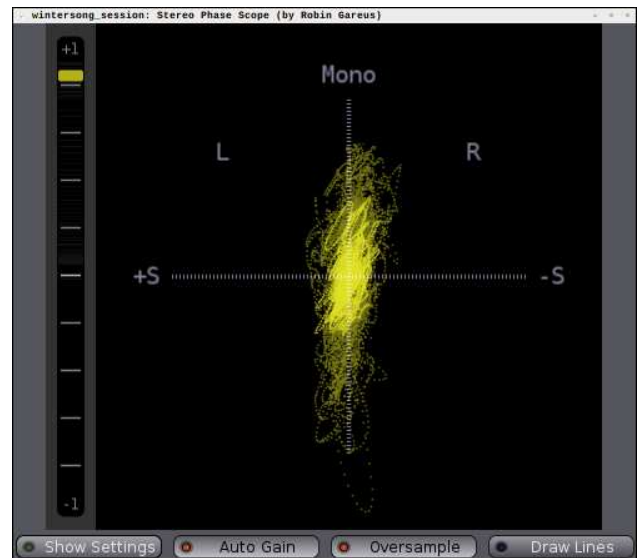 wintersong_session: Stereo Phase Scope (by Robin Gareus)
+1
Mono
L R
+S -S
-1
Show Settings Auto Gain Oversample Draw Lines